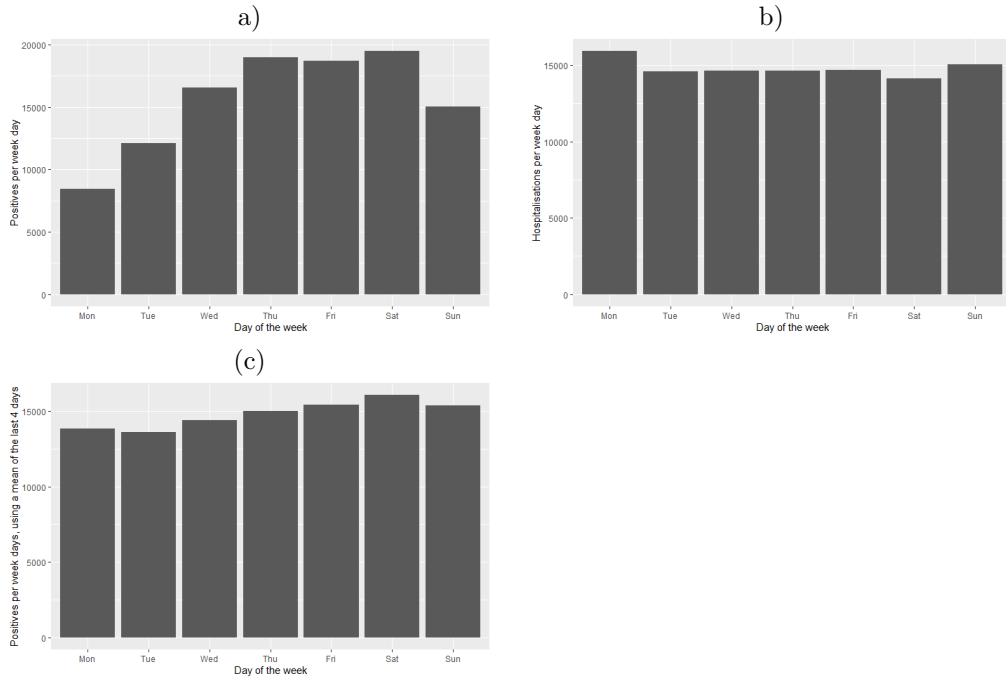 a)
Positives per week day
20000
15000
10000
5000
0
Mon Tue Wed Thu Fri Sat Sun
Day of the week
b)
Hospitalisations per week day
15000
10000
5000
0
Mon Tue Wed Thu Fri Sat Sun
Day of the week
(c)
Positives per week days, using a mean of the last 4 days
15000
10000
5000
0
Mon Tue Wed Thu Fri Sat Sun
Day of the week